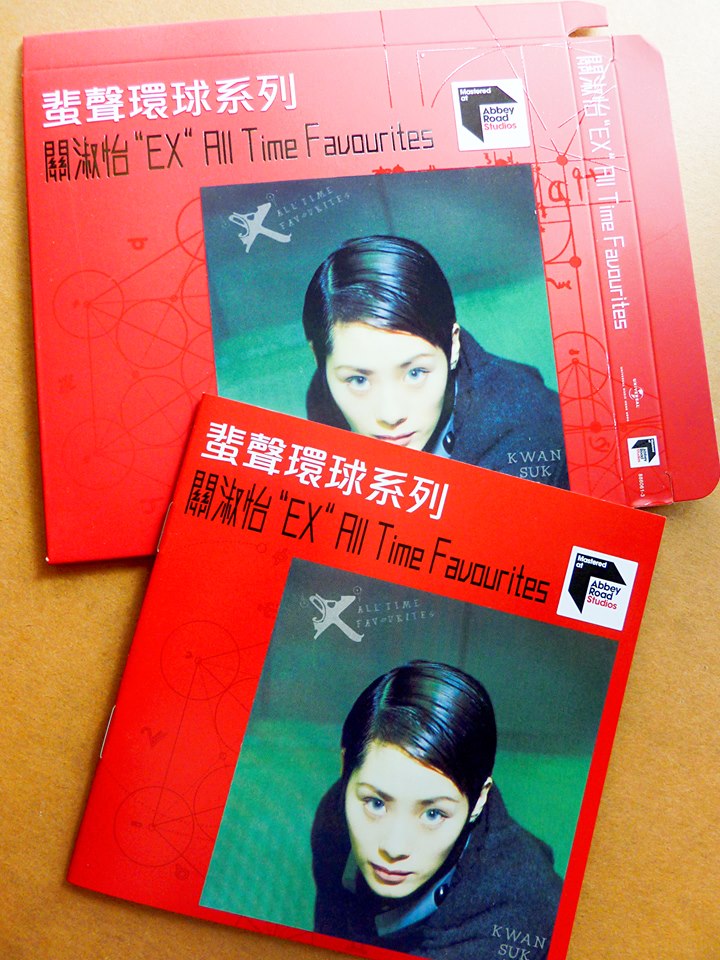 蜚聲環球系列
關淑怡 "EX" All Time Favourites
Mastered
at
Abbey
Road
Studios
ALL TIME
FAVOURITES
KWAN
SUK
關淑怡 "EX" All Time Favourites
UNIVERSAL
蜚聲環球系列
關淑怡 "EX" All Time Favourites
Mastered
at
Abbey
Road
Studios
ALL TIME
FAVOURITES
KWAN
SUK